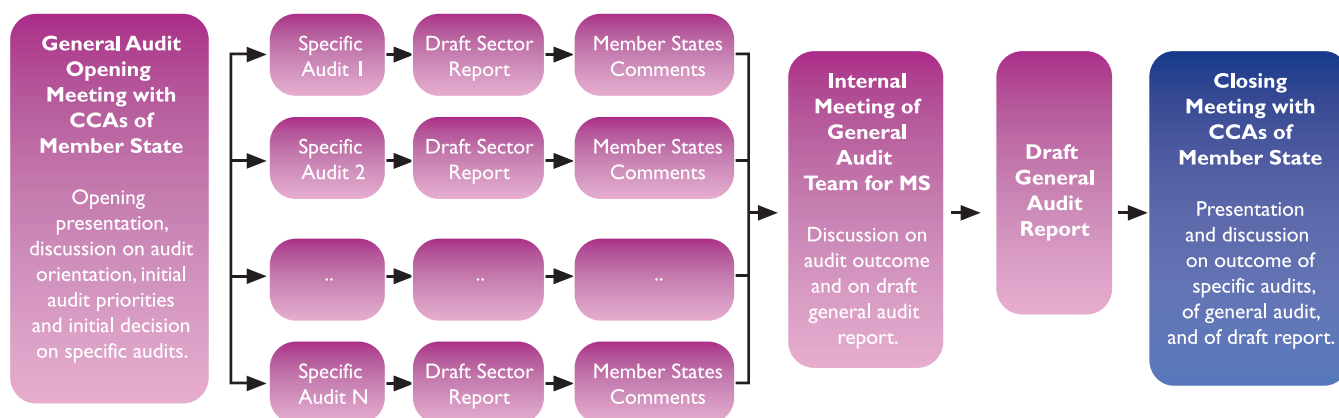 General Audit
Opening
Meeting with
CCAs of
Member State
Opening
presentation,
discussion on audit
orientation, initial
audit priorities
and initial decision
on specific audits.
Specific
Audit 1
Draft Sector
Report
Member States
Comments
Specific
Audit 2
Draft Sector
Report
Member States
Comments
..
..
..
Specific
Audit N
Draft Sector
Report
Member States
Comments
Internal
Meeting of
General
Audit
Team for MS
Discussion on
audit outcome
and on draft
general audit
report.
Draft
General
Audit
Report
Closing
Meeting with
CCAs of
Member State
Presentation
and discussion
on outcome of
specific audits,
of general audit,
and of draft report.